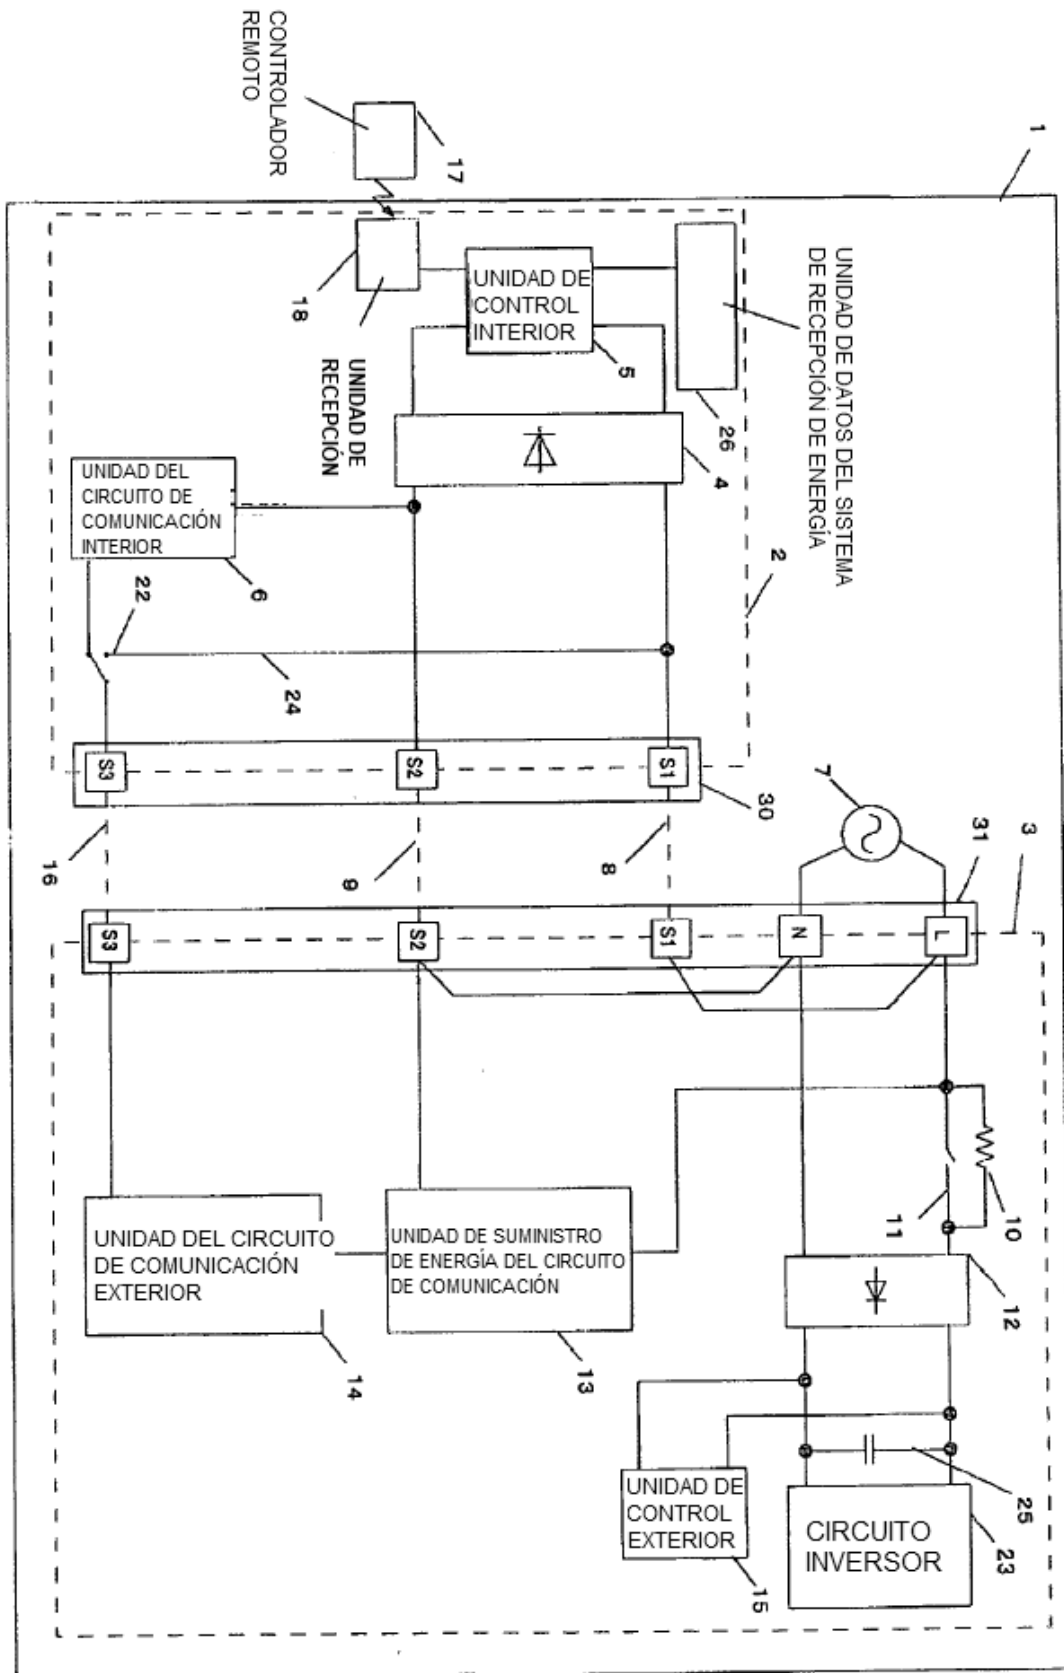 CONTROLADOR
REMOTO
17
1
UNIDAD DE DATOS DEL SISTEMA
DE RECEPCIÓN DE ENERGÍA
18
UNIDAD DE
CONTROL
INTERIOR
5
26
UNIDAD DE
RECEPCIÓN
4
UNIDAD DEL
CIRCUITO DE
COMUNICACIÓN
INTERIOR
6
2
22
24
S3
S2
S1
30
7
16
9
8
31
3
S3
S2
S1
N
L
10
11
UNIDAD DEL CIRCUITO
DE COMUNICACIÓN
EXTERIOR
14
UNIDAD DE SUMINISTRO
DE ENERGÍA DEL CIRCUITO
DE COMUNICACIÓN
13
12
UNIDAD DE
CONTROL
EXTERIOR
15
25
CIRCUITO
INVERSOR
23